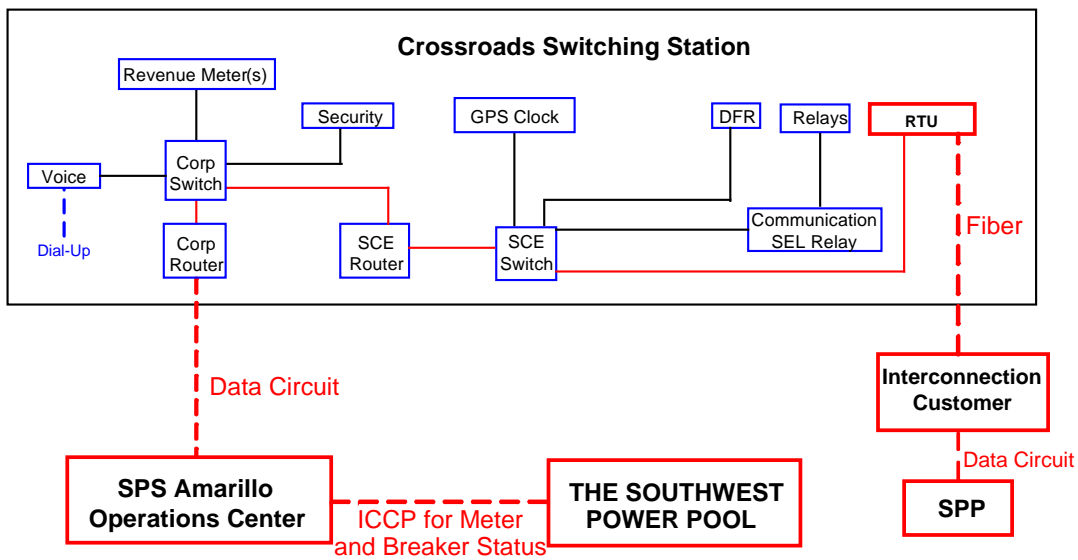 Crossroads Switching Station
Revenue Meter(s)
Security
GPS Clock
DFR
Relays
RTU
Voice
Corp
Switch
Dial-Up
Corp
Router
SCE
Router
SCE
Switch
Communication
SEL Relay
Fiber
Data Circuit
Interconnection
Customer
Data Circuit
SPP
SPS Amarillo
Operations Center
ICCP for Meter
and Breaker Status
THE SOUTHWEST
POWER POOL